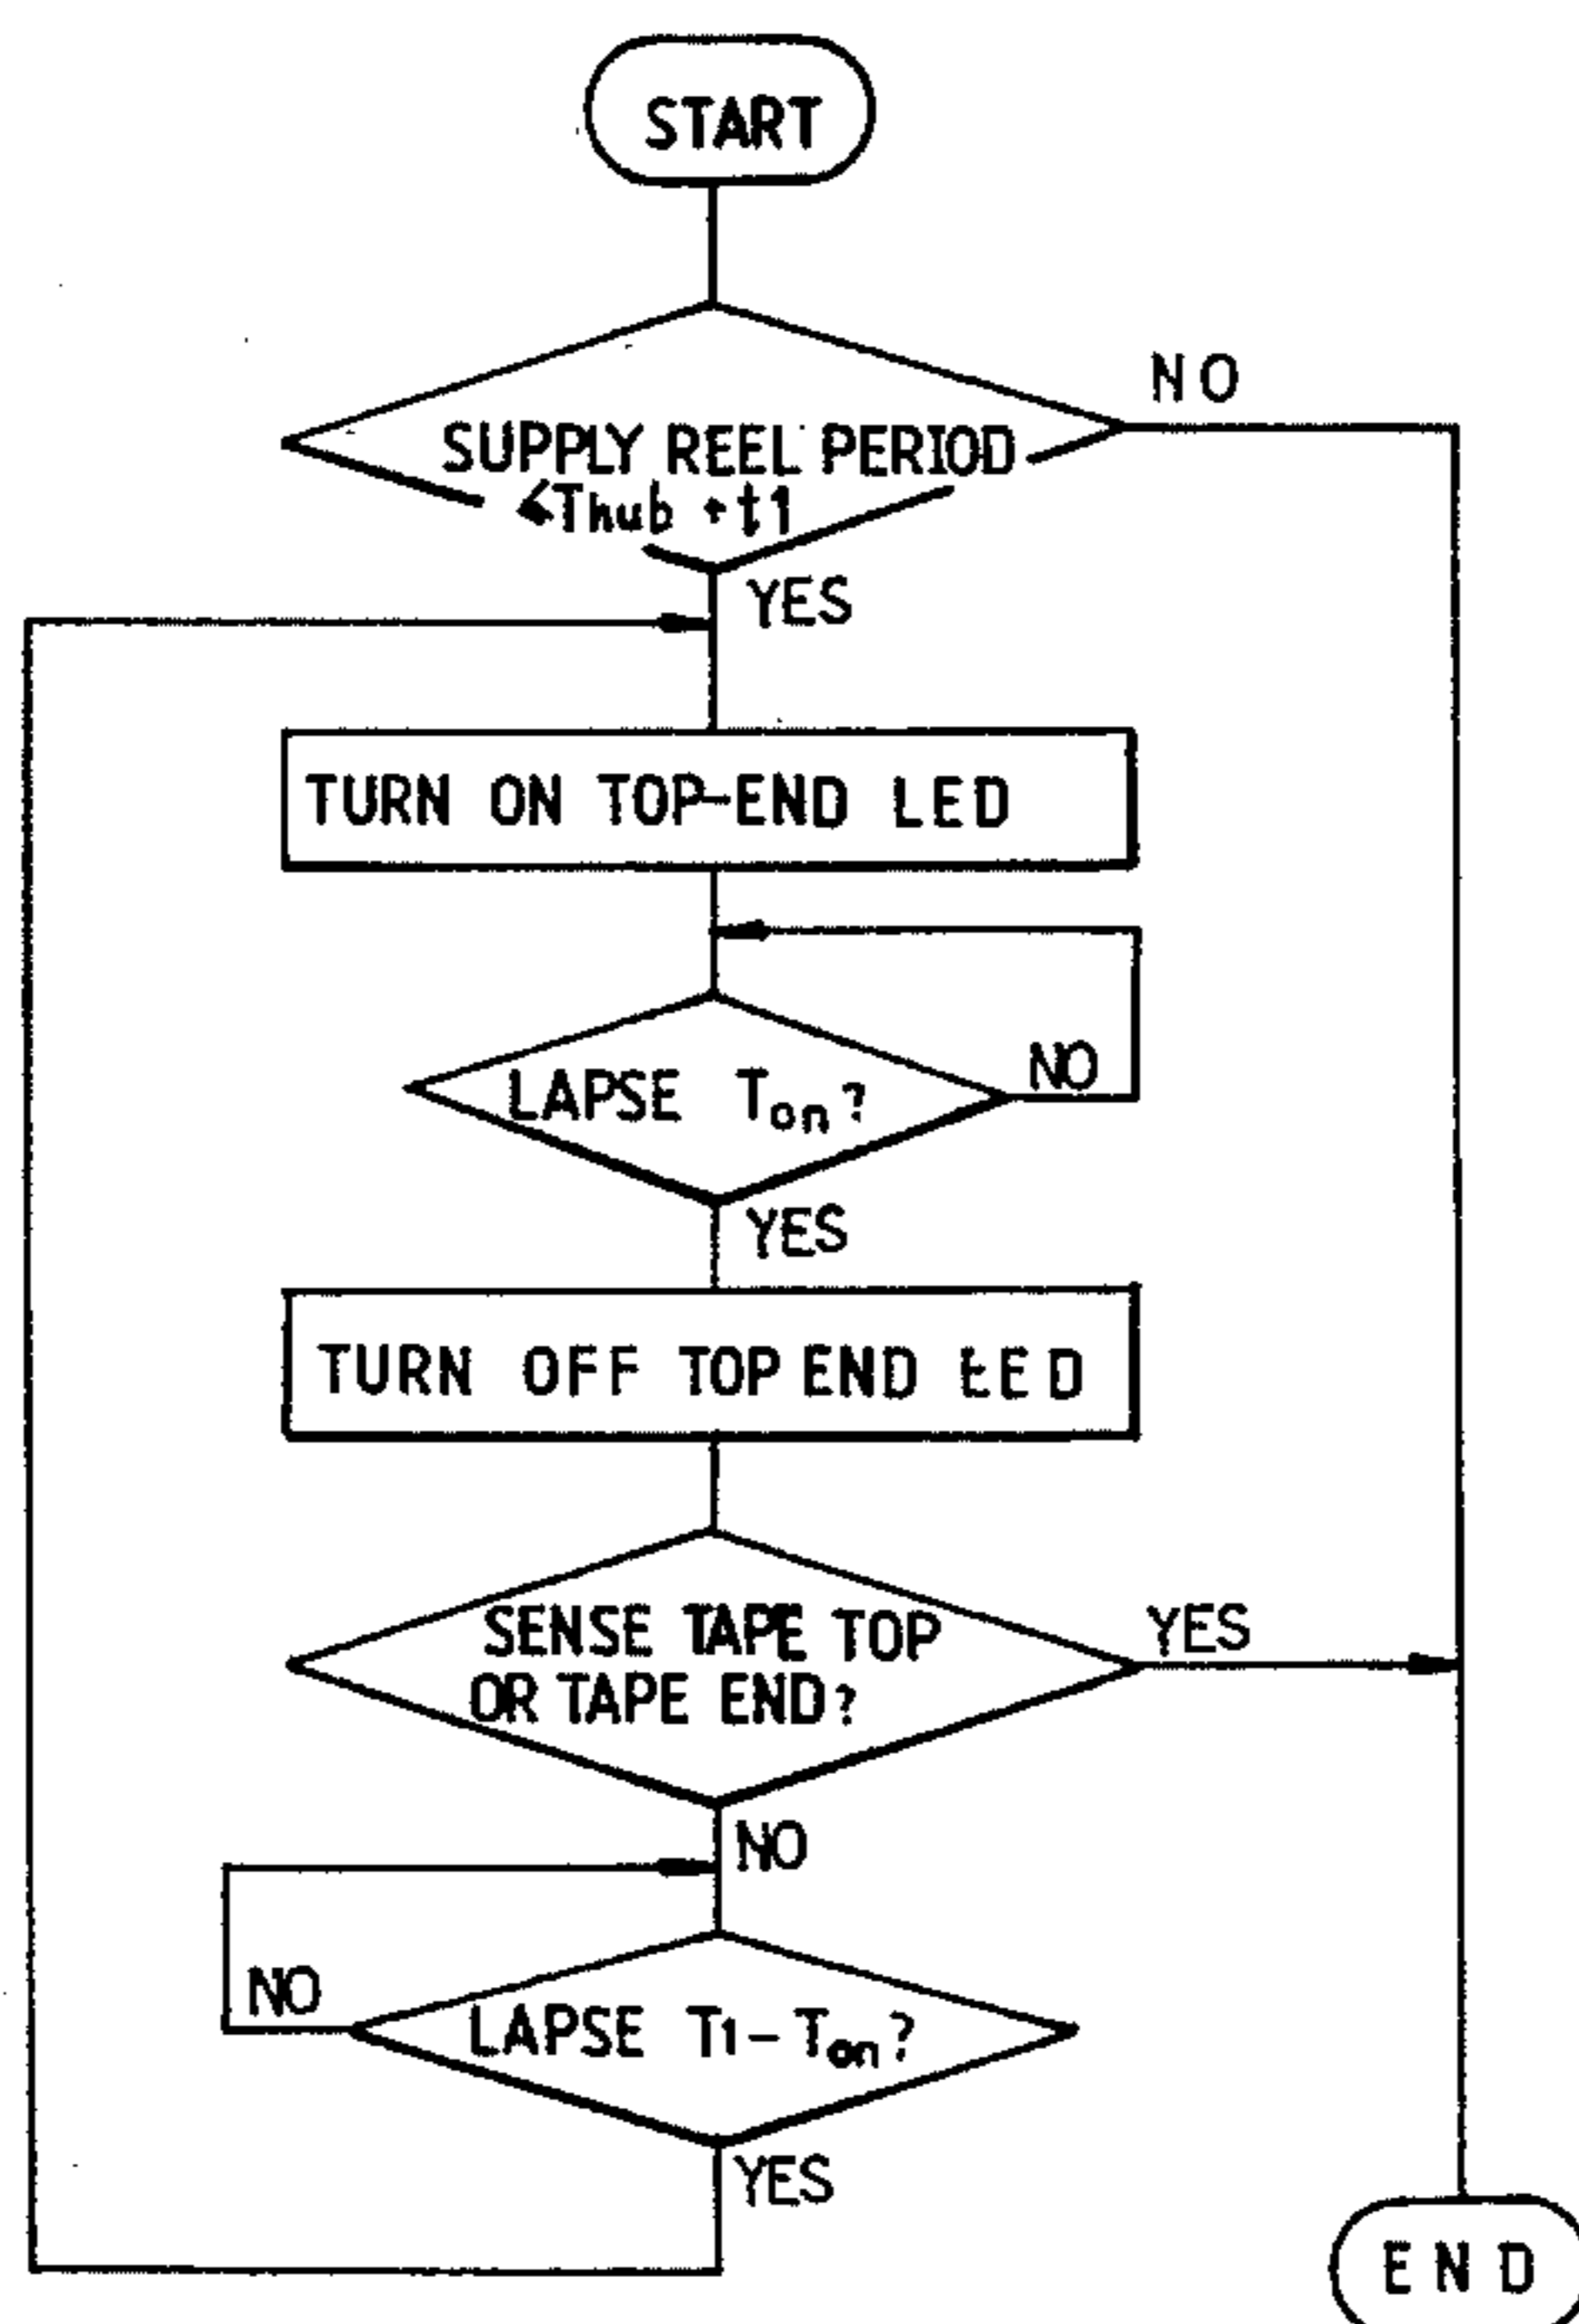 START
NO
SUPPLY REEL PERIOD
<Thub + t1
YES
TURN ON TOP-END LED
NO
LAPSE Ton?
YES
TURN OFF TOP END LED
SENSE TAPE TOP
OR TAPE END?
YES
NO
NO
LAPSE T1-Ton?
YES
END